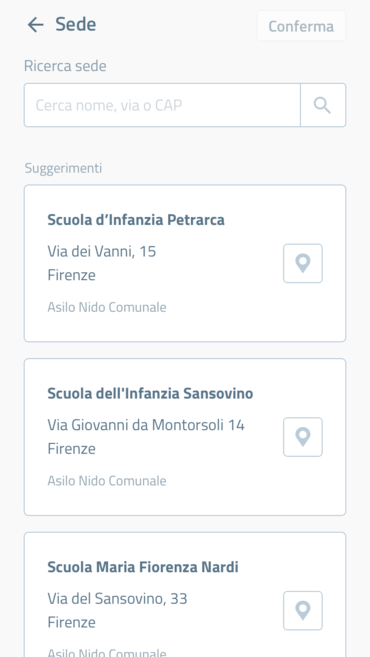 Sede
Conferma
Ricerca sede
Cerca nome, via o CAP
Suggerimenti
Scuola d’Infanzia Petrarca
Via dei Vanni, 15
Firenze
Asilo Nido Comunale
Scuola dell'Infanzia Sansovino
Via Giovanni da Montorsoli 14
Firenze
Asilo Nido Comunale
Scuola Maria Fiorenza Nardi
Via del Sansovino, 33
Firenze
Asilo Nido Comunale